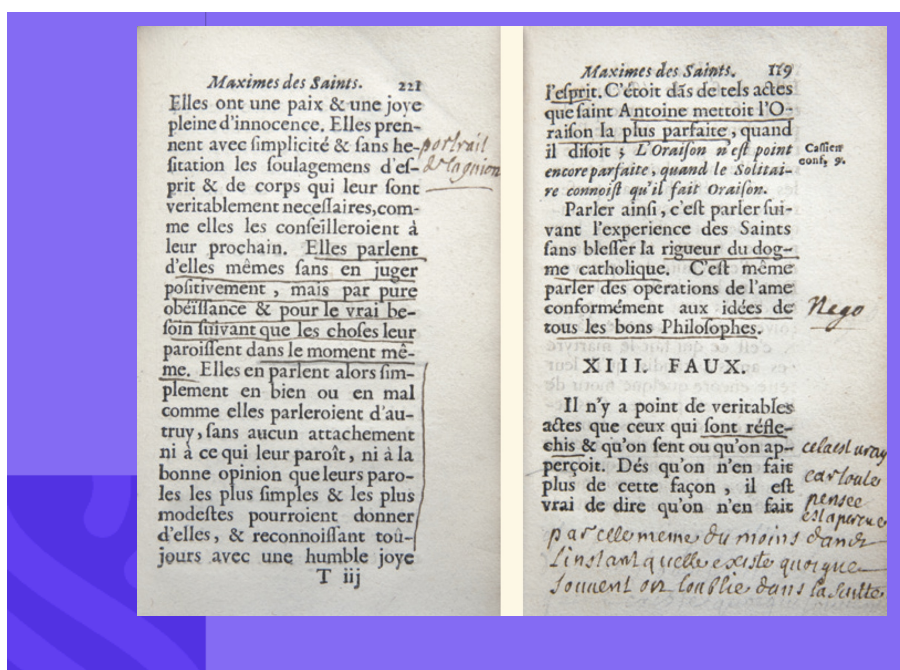 Maximes des Saints. 221
Elles ont une paix & une joye
pleine d'innocence. Elles pren-
nent avec ſimplicité & ſans he-
ſitation les ſoulagemens d'eſ-
prit & de corps qui leur ſont
veritablement neceſſaires, com-
me elles les conſeilleroient à
leur prochain. Elles parlent
d'elles mêmes ſans en juger
poſitivement, mais par pure
obéïſſance & pour le vrai be-
ſoin ſuivant que les choſes leur
paroiſſent dans le moment mê-
me. Elles en parlent alors ſim-
plement en bien ou en mal
comme elles parleroient d'au-
truy, ſans aucun attachement
ni à ce qui leur paroît, ni à la
bonne opinion que leurs paro-
les les plus ſimples & les plus
modeſtes pourroient donner
d'elles, & reconnoiſſant toû-
jours avec une humble joye
T iij
portrait
de laguion
Maximes des Saints. 119
l'eſprit. C'étoit dãs de tels actes
que ſaint Antoine mettoit l'O-
raiſon la plus parfaite, quand
il diſoit ; L'Oraiſon n'eſt point
encore parfaite, quand le Solitai-
re connoiſt qu'il fait Oraiſon.
Caſſien
conf. 9.
Parler ainſi, c'eſt parler ſui-
vant l'experience des Saints
ſans bleſſer la rigueur du dog-
me catholique. C'eſt même
parler des operations de l'ame
conformément aux idées de
tous les bons Philoſophes.
Nego
XIII. FAUX.
Il n'y a point de veritables
actes que ceux qui ſont réfle-
chis & qu'on ſent ou qu'on ap-
perçoit. Dés qu'on n'en fait
plus de cette façon, il eſt
vrai de dire qu'on n'en fait
cela est vray
car toute
pensee
est apercue
par elle meme du moins dans
l'instant quelle existe quoique
souvent on loublie dans la suitte